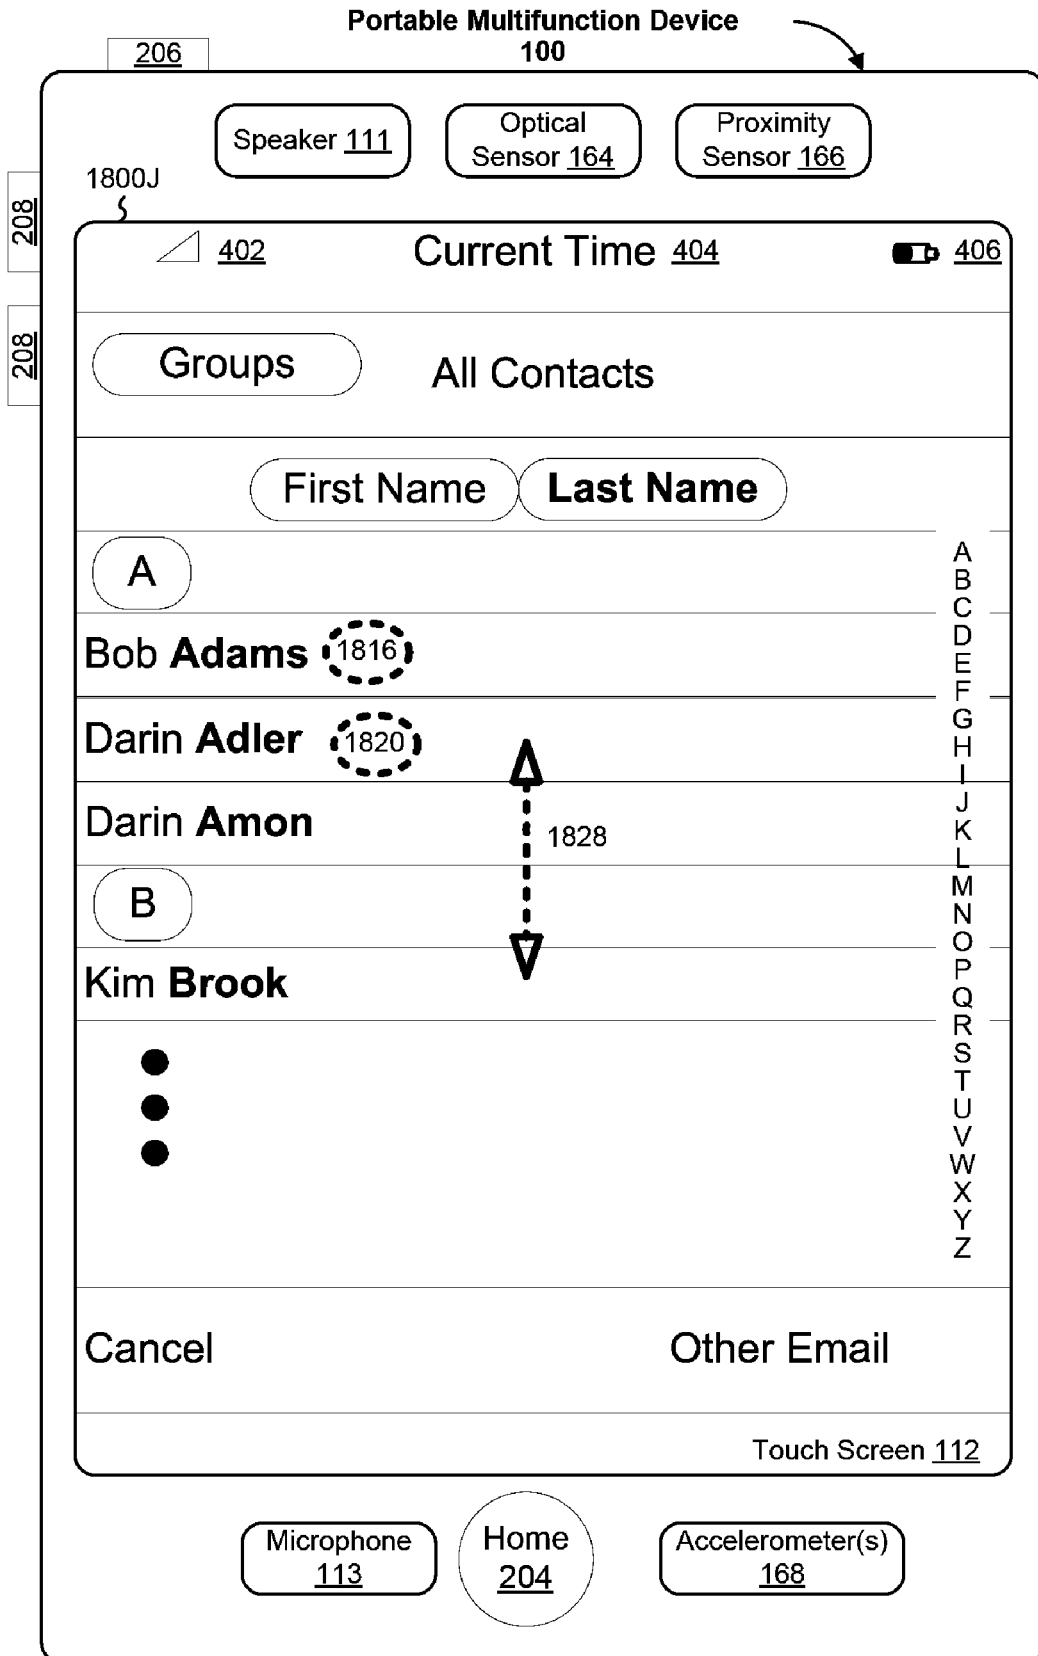 Portable Multifunction Device
100
206
Speaker 111
Optical
Sensor 164
Proximity
Sensor 166
1800J
208
208
402
Current Time 404
406
Groups
All Contacts
First Name
Last Name
A
Bob Adams 1816
Darin Adler 1820
Darin Amon
1828
B
Kim Brook
A
B
C
D
E
F
G
H
I
J
K
L
M
N
O
P
Q
R
S
T
U
V
W
X
Y
Z
Cancel
Other Email
Touch Screen 112
Microphone
113
Home
204
Accelerometer(s)
168